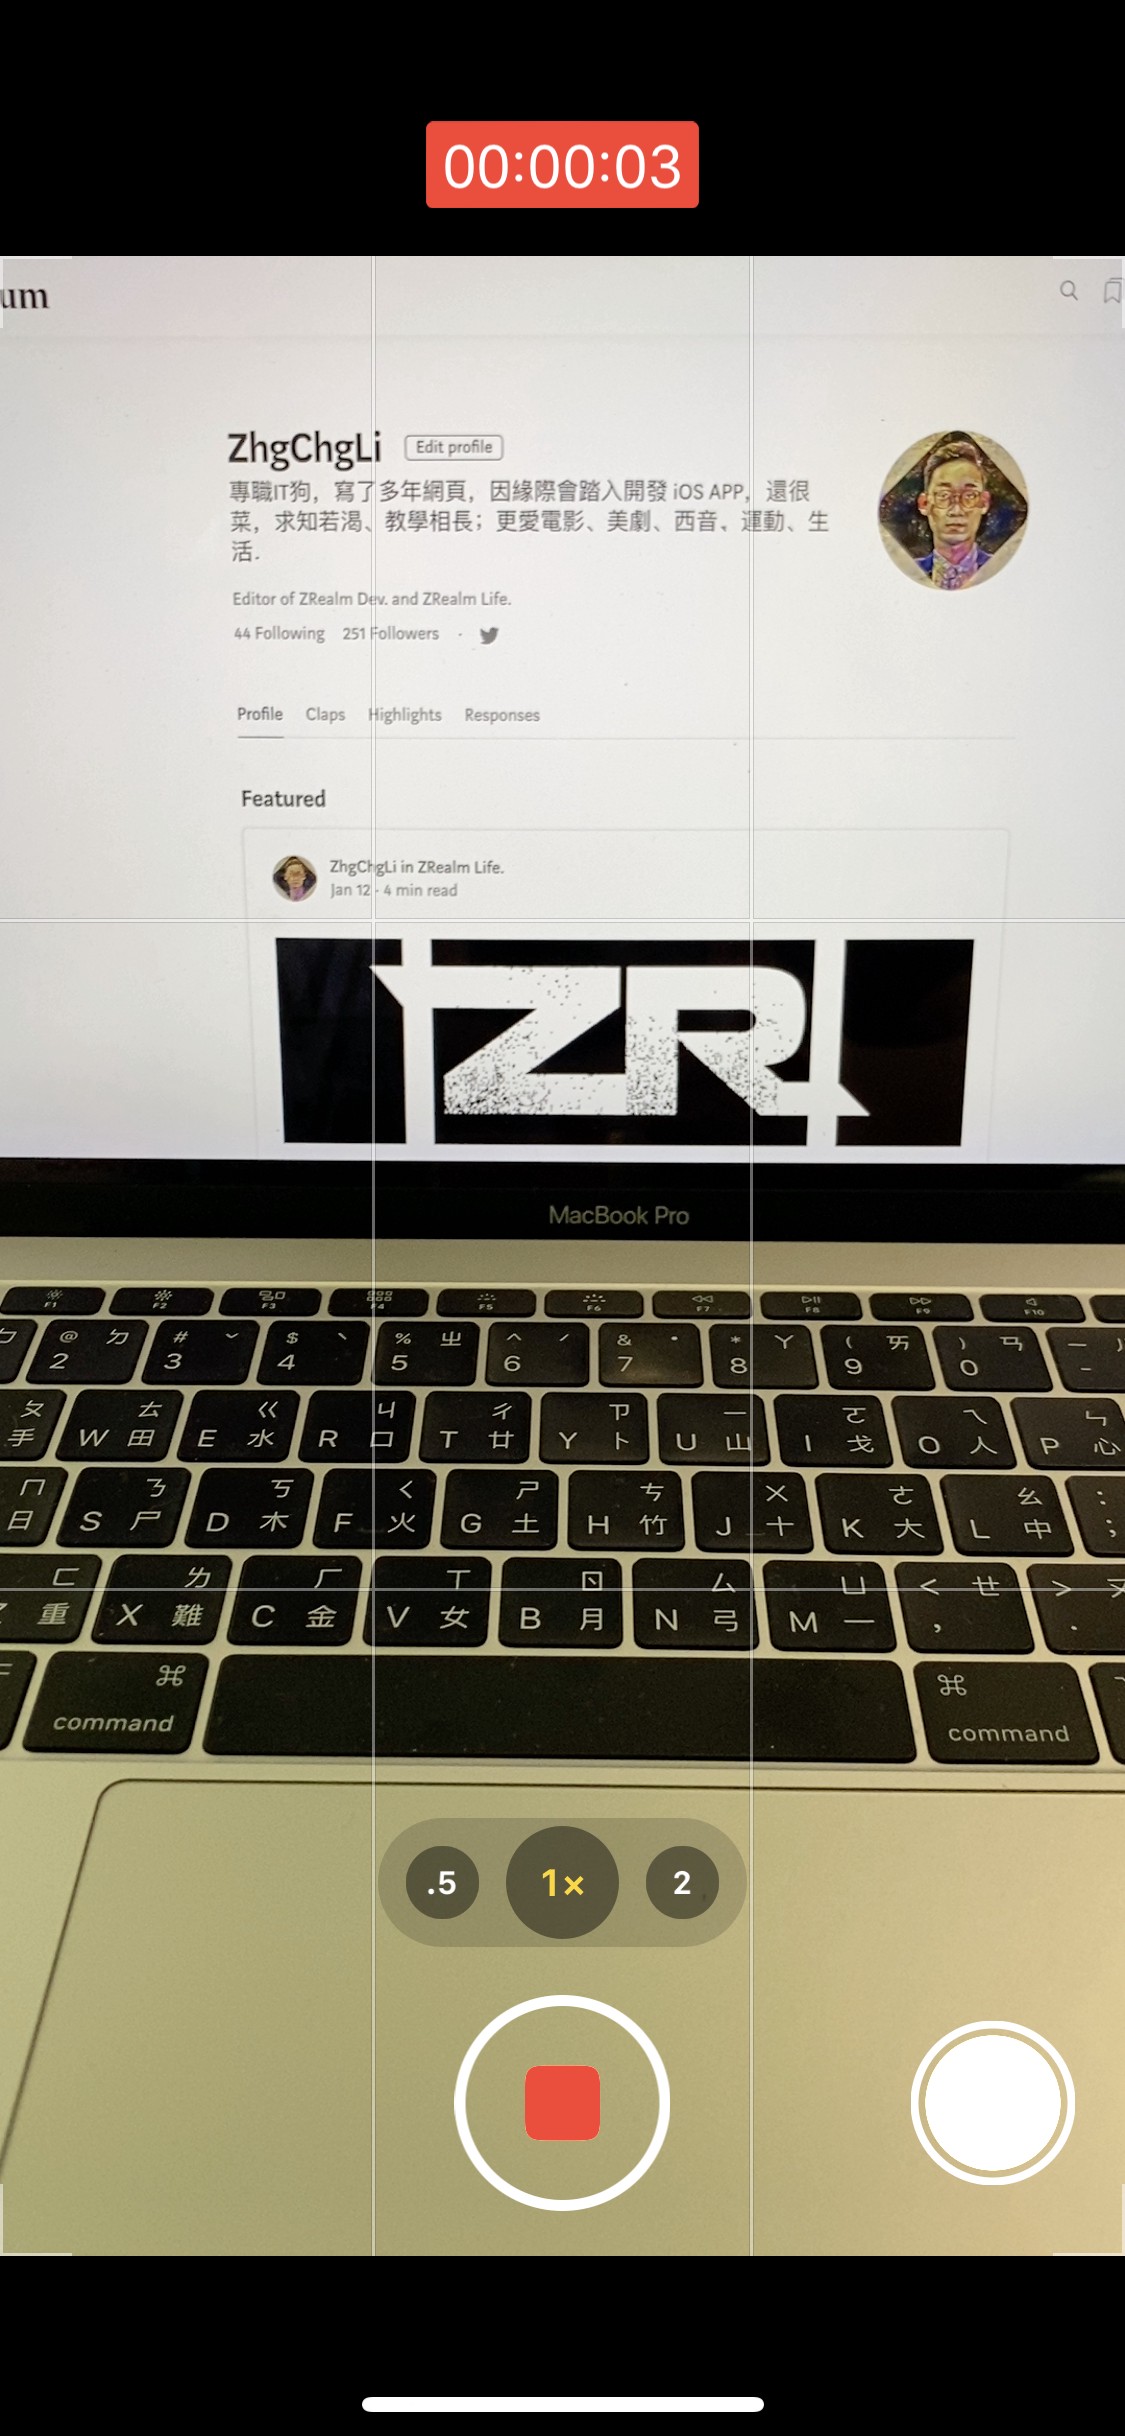 00:00:03
um
ZhgChgLi Edit profile
專職IT狗，寫了多年網頁，因緣際會踏入開發 iOS APP，還很
菜，求知若渴、教學相長；更愛電影、美劇、西音、運動、生
活.
Editor of ZRealm Dev. and ZRealm Life.
44 Following 251 Followers ·
Profile Claps Highlights Responses
Featured
ZhgChgLi in ZRealm Life.
Jan 12 · 4 min read
ZR
MacBook Pro
F1 F2 F3 F4 F5 F6 F7 F8 F9 F10
ㄅ @ ㄉ # ˇ $ ˋ % ㄓ ^ ˊ & ˙ * ㄚ ( ㄞ ) ㄢ —
2 3 4 5 6 7 8 9 0 -
ㄆ ㄊ ㄍ ㄐ ㄔ ㄗ ㄧ ㄛ ㄟ ㄣ
手 W 田 E 水 R 口 T 廿 Y 卜 U 山 I 戈 O 人 P 心
ㄇ ㄋ ㄎ ㄑ ㄕ ㄘ ㄨ ㄜ ㄠ :
日 S 尸 D 木 F 火 G 土 H 竹 J 十 K 大 L 中 ;
ㄈ ㄌ ㄏ ㄒ ㄖ ㄙ ㄩ < ㄝ > ㄡ
重 X 難 C 金 V 女 B 月 N 弓 M 一 , .
⌘ ⌘
command command
.5 1× 2